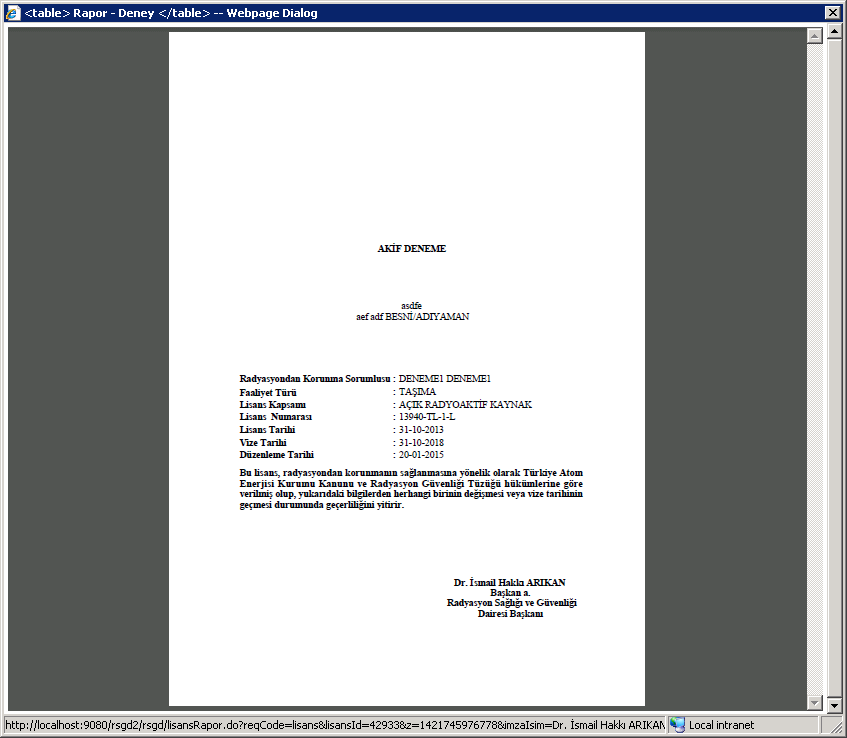 <table> Rapor - Deney </table> -- Webpage Dialog
AKİF DENEME
asdfe
aef adf BESNİ/ADIYAMAN
Radyasyondan Korunma Sorumlusu : DENEME1 DENEME1
Faaliyet Türü : TAŞIMA
Lisans Kapsamı : AÇIK RADYOAKTİF KAYNAK
Lisans Numarası : 13940-TL-1-L
Lisans Tarihi : 31-10-2013
Vize Tarihi : 31-10-2018
Düzenleme Tarihi : 20-01-2015
Bu lisans, radyasyondan korunmanın sağlanmasına yönelik olarak Türkiye Atom
Enerjisi Kurumu Kanunu ve Radyasyon Güvenliği Tüzüğü hükümlerine göre
verilmiş olup, yukarıdaki bilgilerden herhangi birinin değişmesi veya vize tarihinin
geçmesi durumunda geçerliliğini yitirir.
Dr. İsmail Hakkı ARIKAN
Başkan a.
Radyasyon Sağlığı ve Güvenliği
Dairesi Başkanı
http://localhost:9080/rsgd2/rsgd/lisansRapor.do?reqCode=lisans&lisansId=42933&z=1421745976778&imzaIsim=Dr. İsmail Hakkı ARIKAN Local intranet